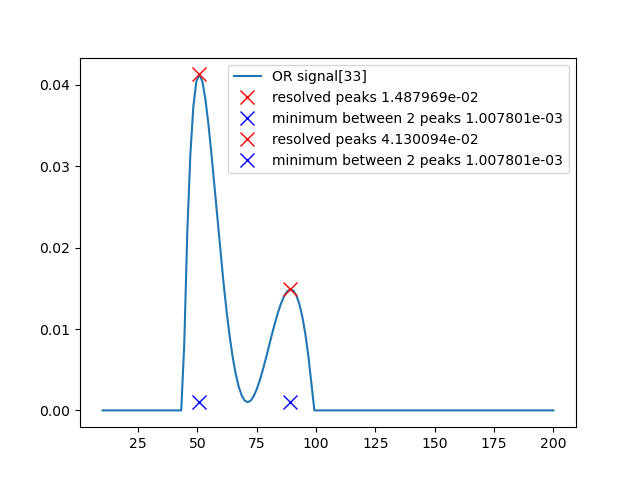 OR signal[33]
resolved peaks 1.487969e-02
minimum between 2 peaks 1.007801e-03
resolved peaks 4.130094e-02
minimum between 2 peaks 1.007801e-03
0.04
0.03
0.02
0.01
0.00
25 50 75 100 125 150 175 200